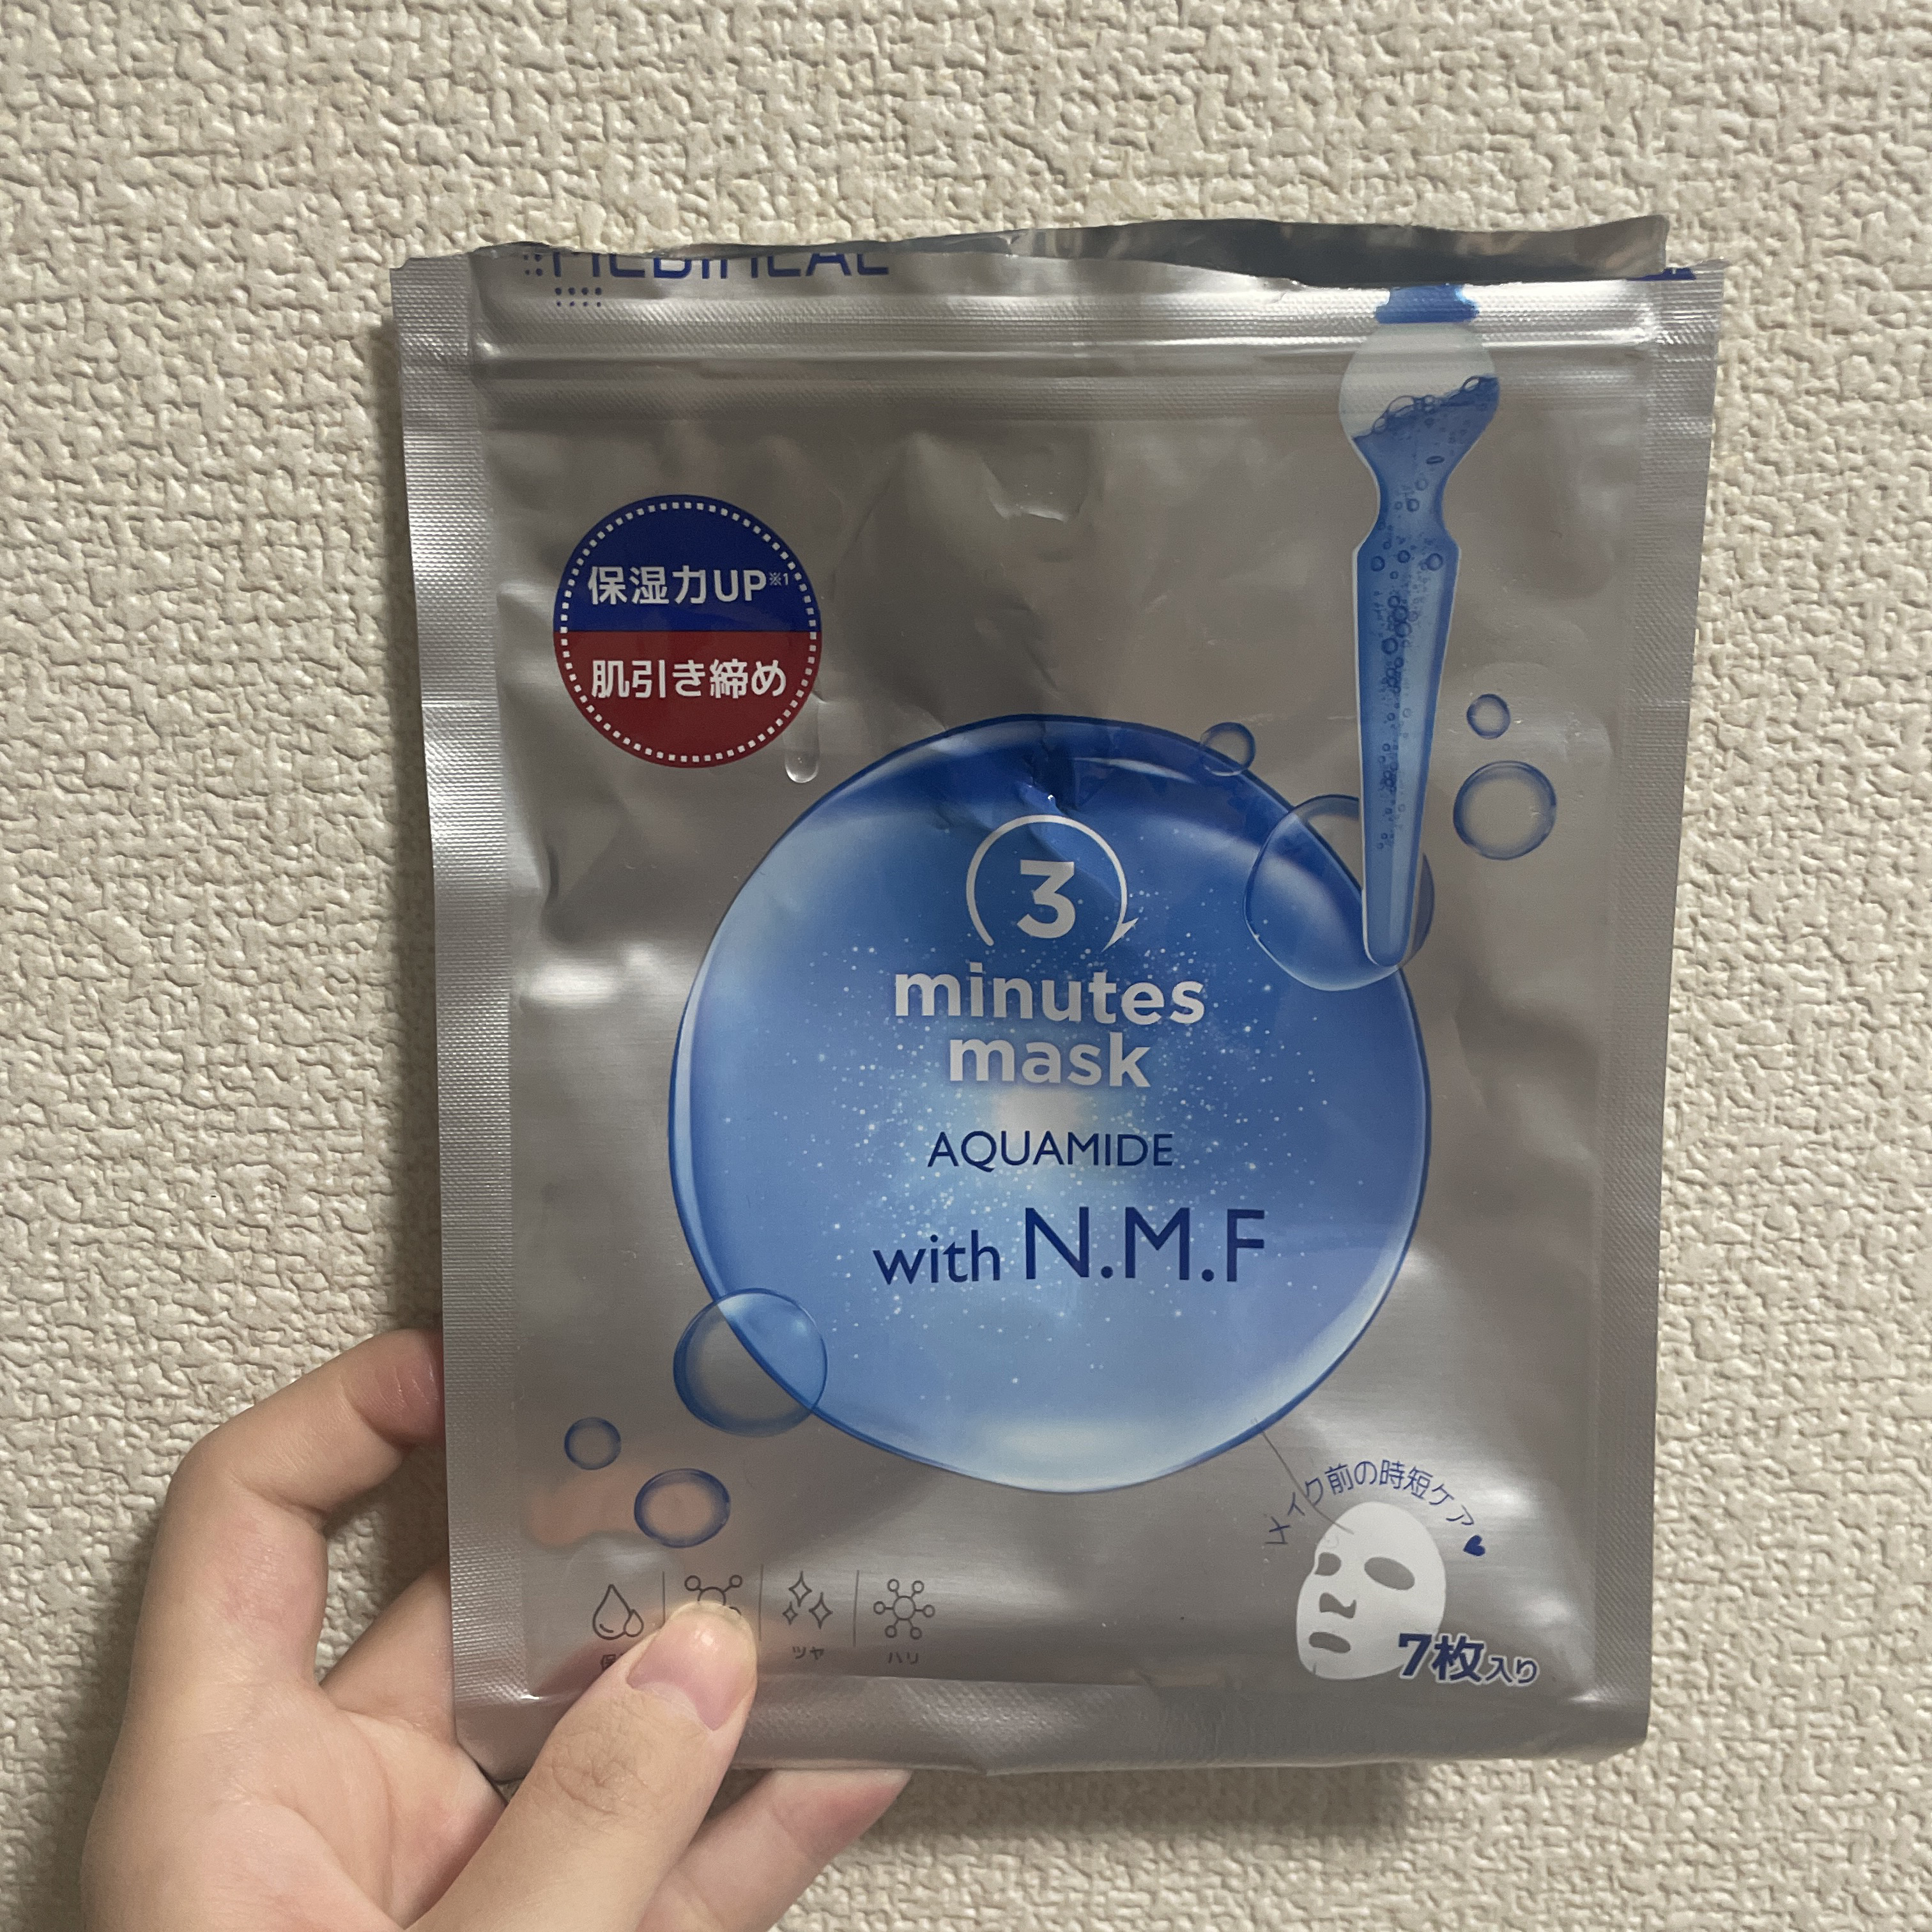 MEDIHEAL
保湿力UP※1
肌引き締め
3
minutes
mask
AQUAMIDE
with N.M.F
メイク前の時短ケア
ツヤ
ハリ
7枚入り